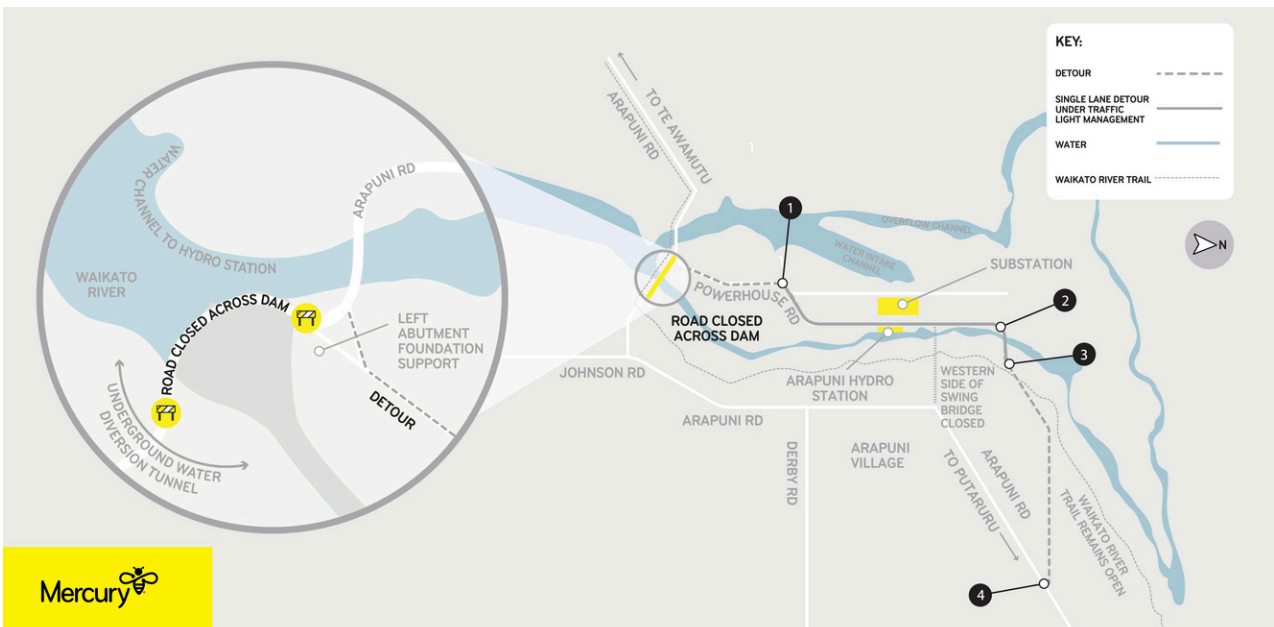 WATER
CHANNEL TO HYDRO STATION
WAIKATO
RIVER
ROAD CLOSED ACROSS DAM
ARAPUNI RD
LEFT
ABUTMENT
FOUNDATION
SUPPORT
DETOUR
UNDERGROUND WATER
DIVERSION TUNNEL
Mercury
TO TE AWAMUTU
ARAPUNI RD
1
1
OVERFLOW CHANNEL
WATER INTAKE
CHANNEL
SUBSTATION
POWERHOUSE RD
2
ROAD CLOSED
ACROSS DAM
3
JOHNSON RD
ARAPUNI HYDRO
STATION
WESTERN
SIDE OF
SWING
BRIDGE
CLOSED
ARAPUNI RD
DERBY RD
ARAPUNI
VILLAGE
ARAPUNI RD
TO PUTARURU
WAIKATO RIVER
TRAIL REMAINS OPEN
4
KEY:
DETOUR
SINGLE LANE DETOUR
UNDER TRAFFIC
LIGHT MANAGEMENT
WATER
WAIKATO RIVER TRAIL
N